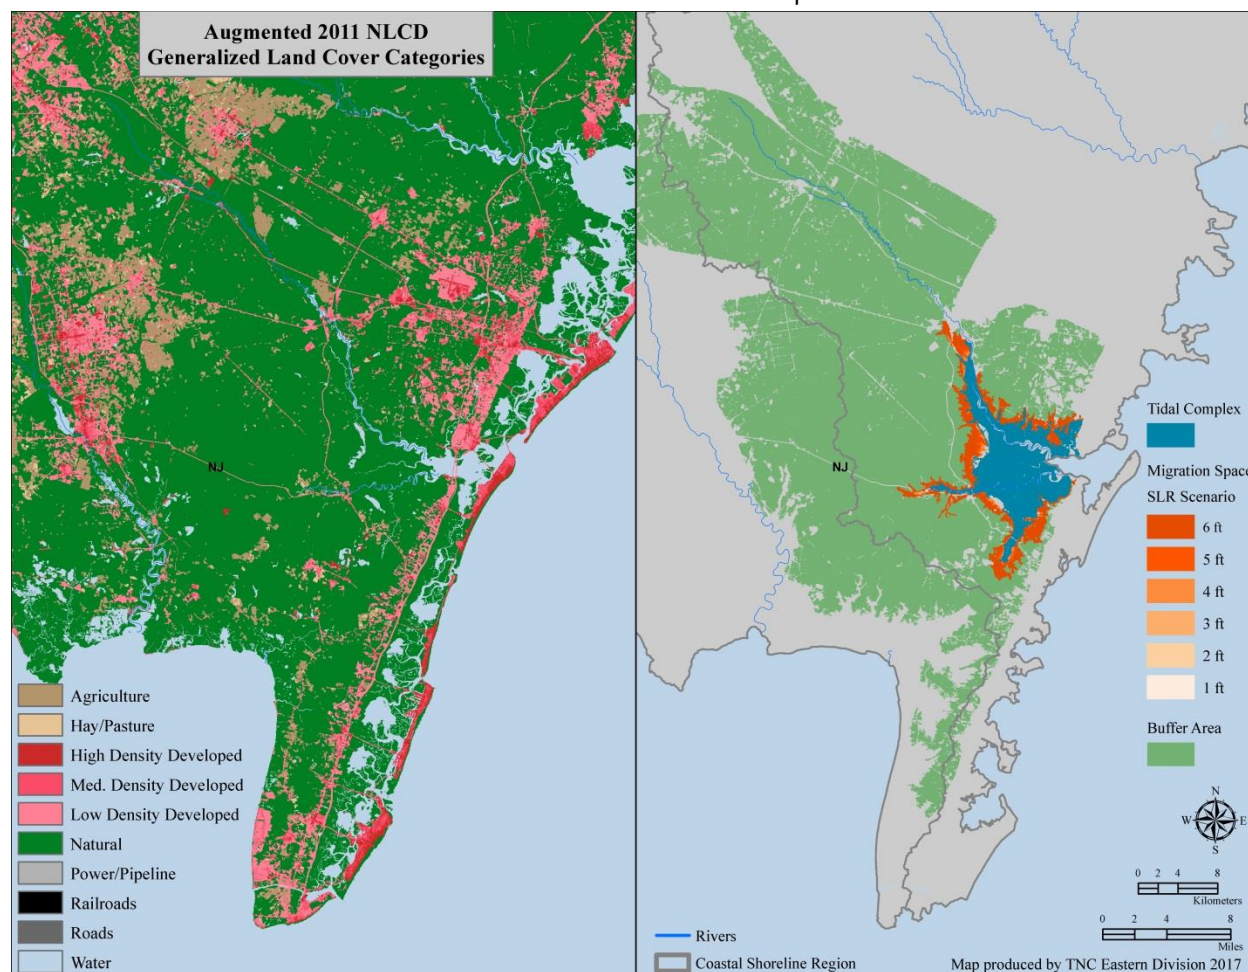 Augmented 2011 NLCD
Generalized Land Cover Categories
NJ
Agriculture
Hay/Pasture
High Density Developed
Med. Density Developed
Low Density Developed
Natural
Power/Pipeline
Railroads
Roads
Water
NJ
Tidal Complex
Migration Space
SLR Scenario
6 ft
5 ft
4 ft
3 ft
2 ft
1 ft
Buffer Area
N
W E
S
0 2 4 8
Kilometers
0 2 4 8
Miles
Rivers
Coastal Shoreline Region
Map produced by TNC Eastern Division 2017